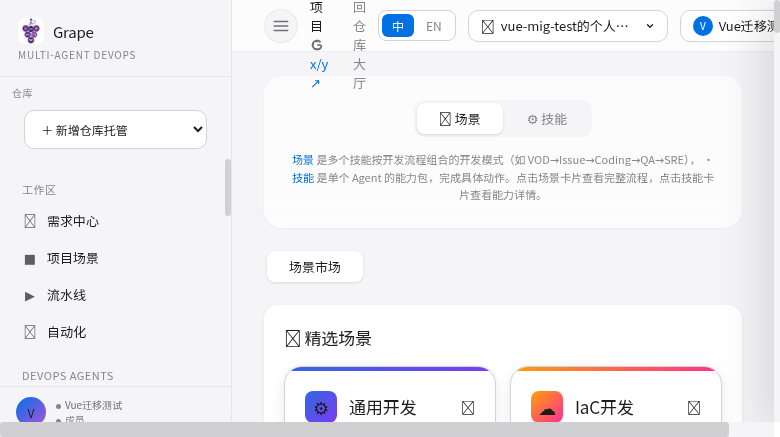 Grape
MULTI-AGENT DEVOPS
仓库
＋ 新增仓库托管
工作区
需求中心
项目场景
流水线
自动化
DEVOPS AGENTS
V
Vue迁移测试
成员
项目
G
x/y
↗
回仓库大厅
中
EN
vue-mig-test的个人…
V
Vue迁移测
场景
技能
场景 是多个技能按开发流程组合的开发模式（如 VOD→Issue→Coding→QA→SRE）， ·
技能 是单个 Agent 的能力包，完成具体动作。点击场景卡片查看完整流程，点击技能卡
片查看能力详情。
场景市场
精选场景
通用开发
IaC开发